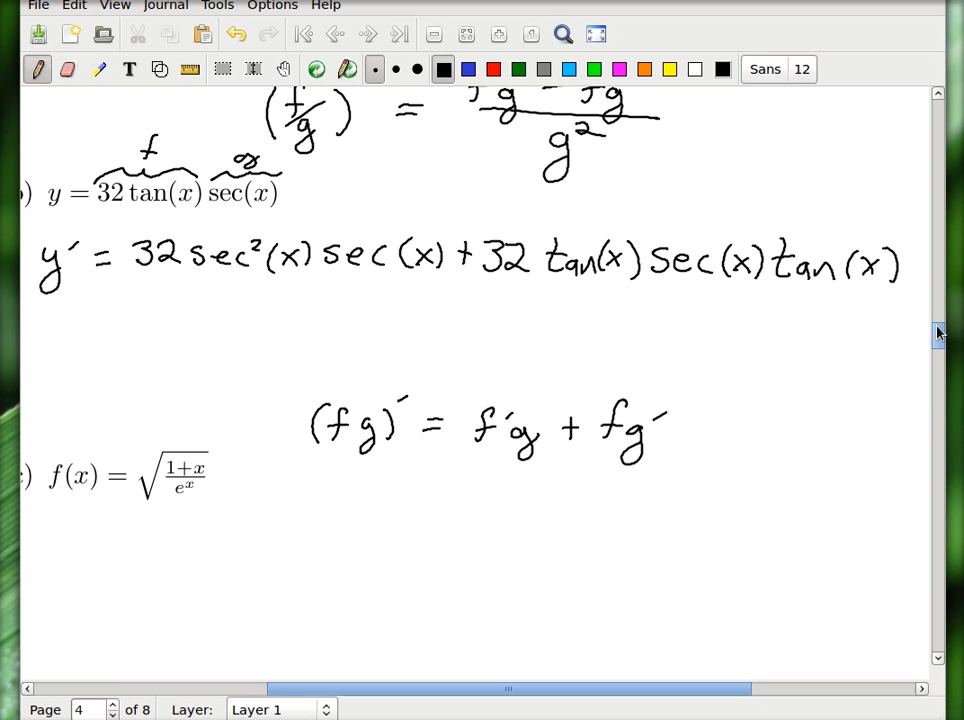 File Edit View Journal Tools Options Help
Sans 12
(f/g) = f g - f g / g²
f g
) y = 32 tan(x) sec(x)
y′ = 32 sec²(x) sec(x) + 32 tan(x) sec(x) tan(x)
(fg)′ = f′g + fg′
) f(x) = √((1+x)/eˣ)
Page 4 of 8 Layer: Layer 1